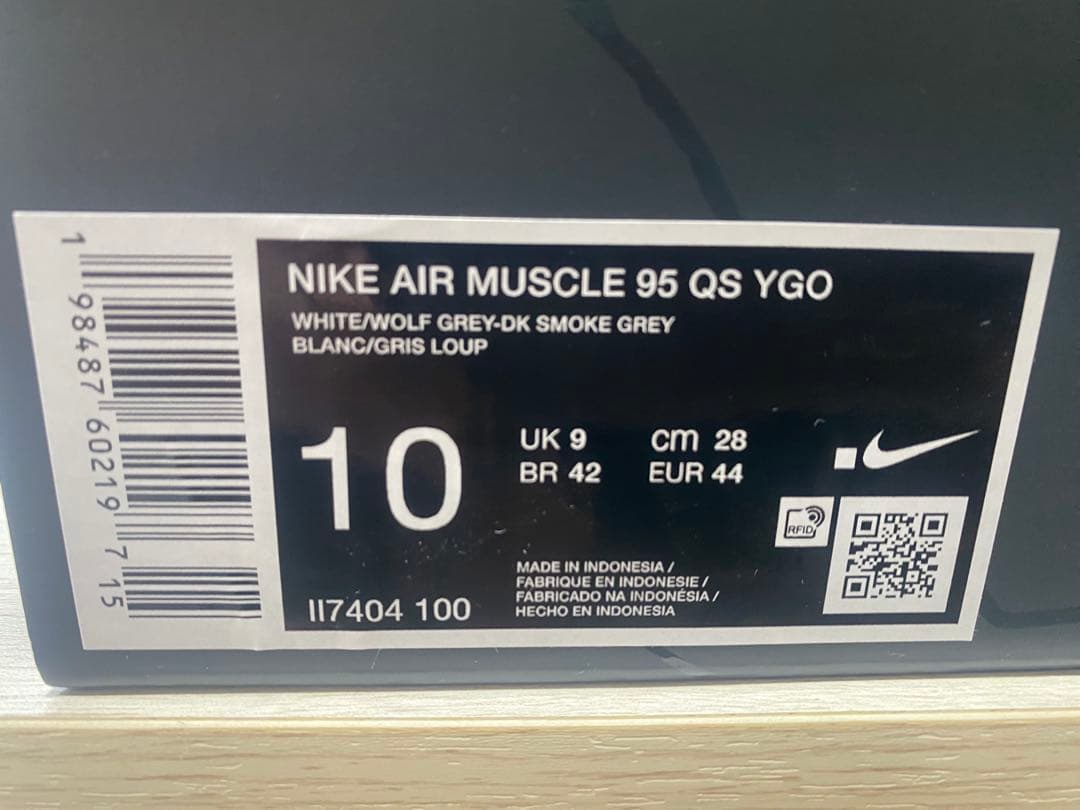 1 98487 60219 7 15
NIKE AIR MUSCLE 95 QS YGO
WHITE/WOLF GREY-DK SMOKE GREY
BLANC/GRIS LOUP
10
UK 9 cm 28
BR 42 EUR 44
RFID
MADE IN INDONESIA /
FABRIQUE EN INDONESIE /
FABRICADO NA INDONÉSIA /
HECHO EN INDONESIA
II7404 100